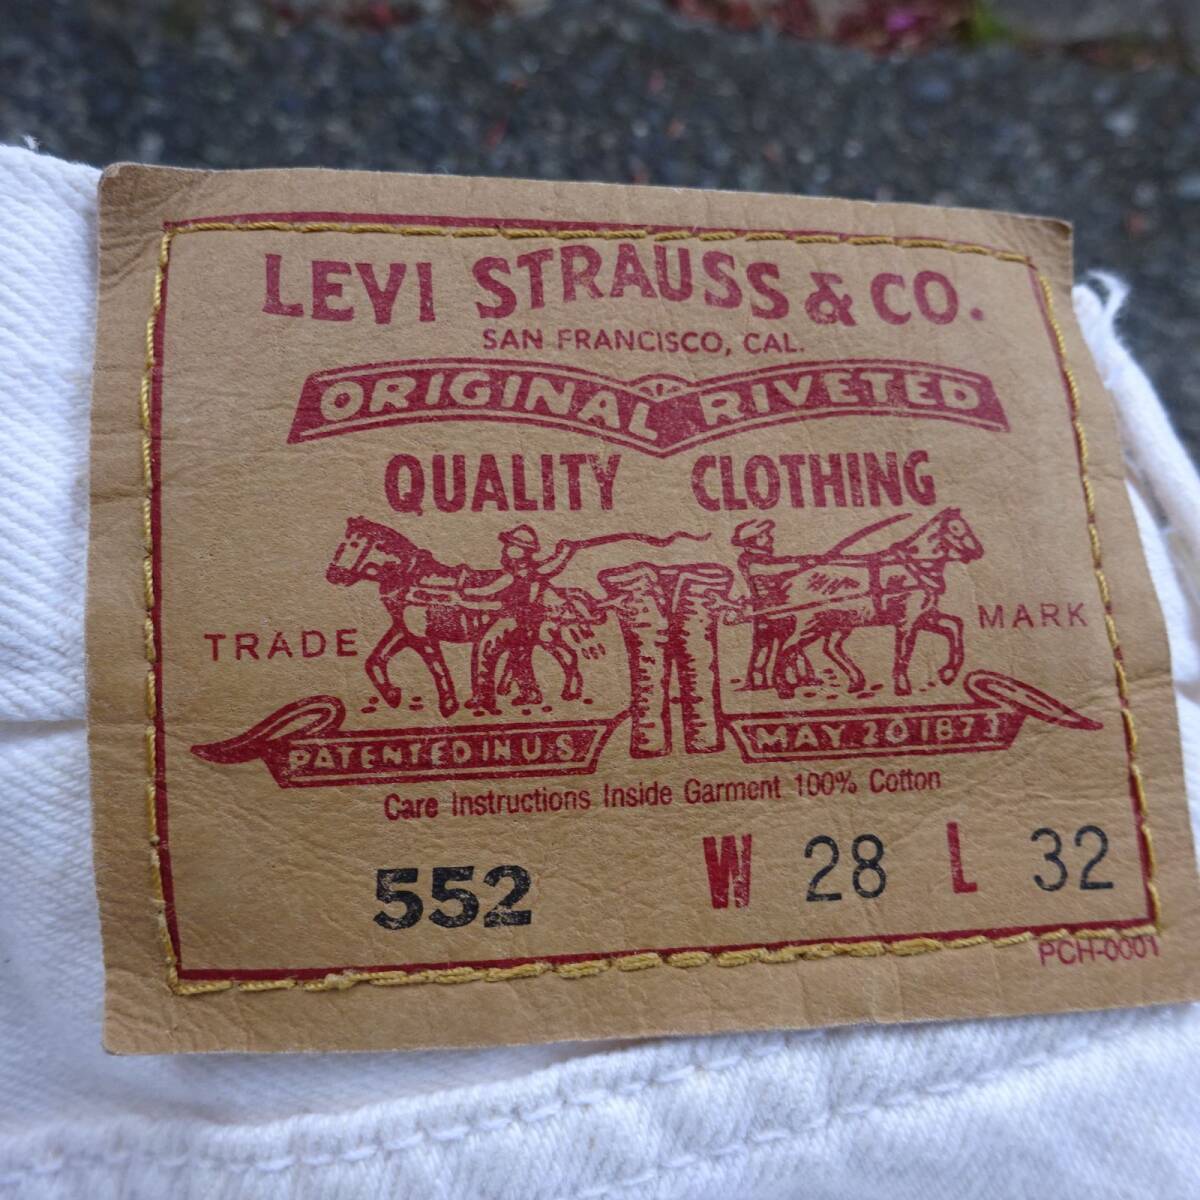 LEVI STRAUSS & CO.
SAN FRANCISCO, CAL.
ORIGINAL RIVETED
QUALITY CLOTHING
TRADE MARK
PATENTED IN U.S. MAY 20 1873
Care Instructions Inside Garment 100% Cotton
552 W 28 L 32
PCH-0001